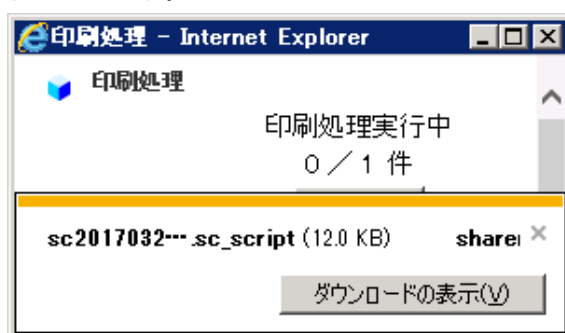 印刷処理 - Internet Explorer
印刷処理
印刷処理実行中
0／1 件
sc2017032… .sc_script (12.0 KB)
ダウンロードの表示(V)